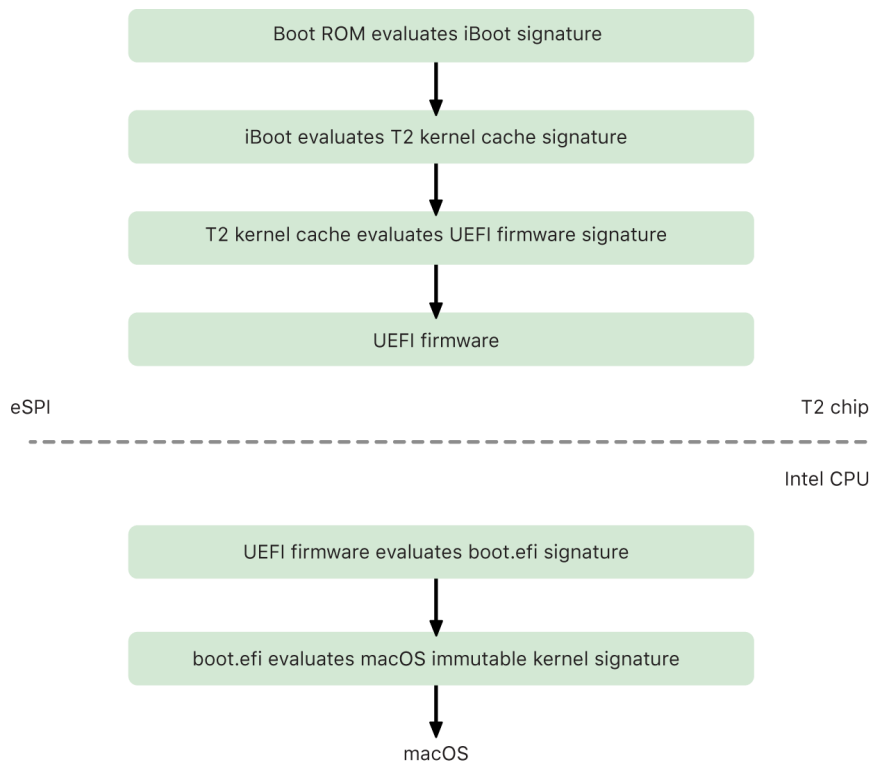 Boot ROM evaluates iBoot signature
iBoot evaluates T2 kernel cache signature
T2 kernel cache evaluates UEFI firmware signature
UEFI firmware
eSPI
T2 chip
Intel CPU
UEFI firmware evaluates boot.efi signature
boot.efi evaluates macOS immutable kernel signature
macOS